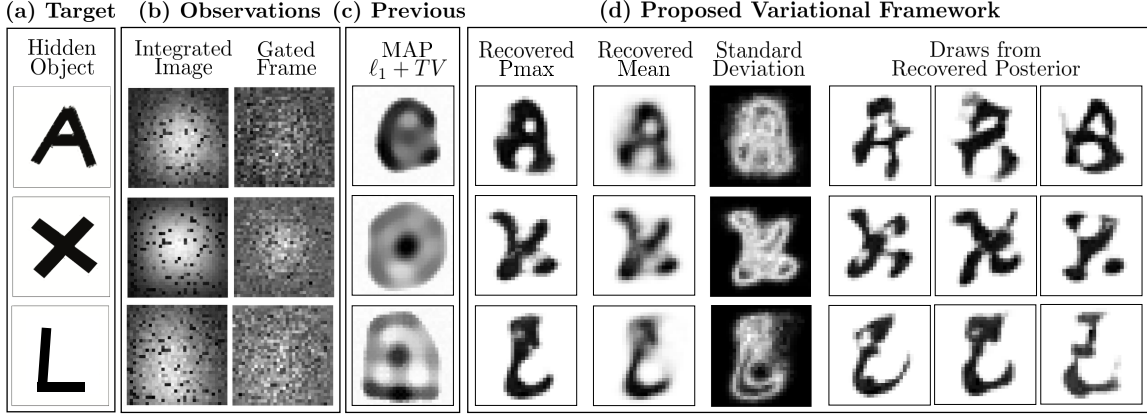 (a) Target (b) Observations (c) Previous (d) Proposed Variational Framework
Hidden Object
Integrated Image
Gated Frame
MAP
ℓ₁ + TV
Recovered Pmax
Recovered Mean
Standard Deviation
Draws from
Recovered Posterior
A
X
L